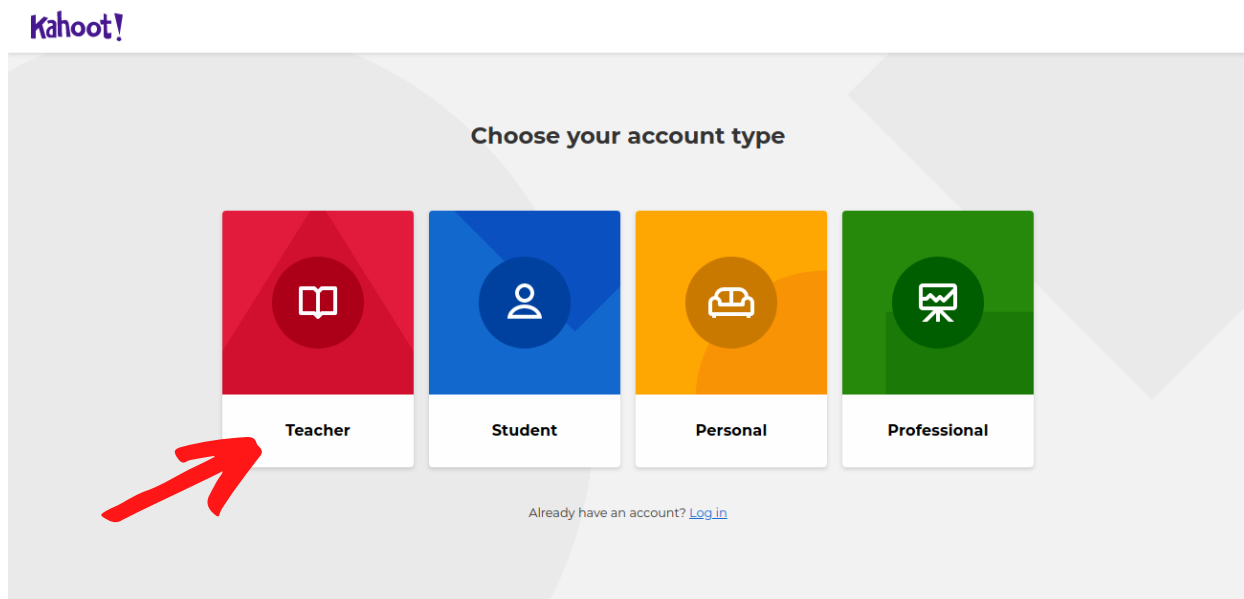 Kahoot!
Choose your account type
Teacher
Student
Personal
Professional
Already have an account? Log in